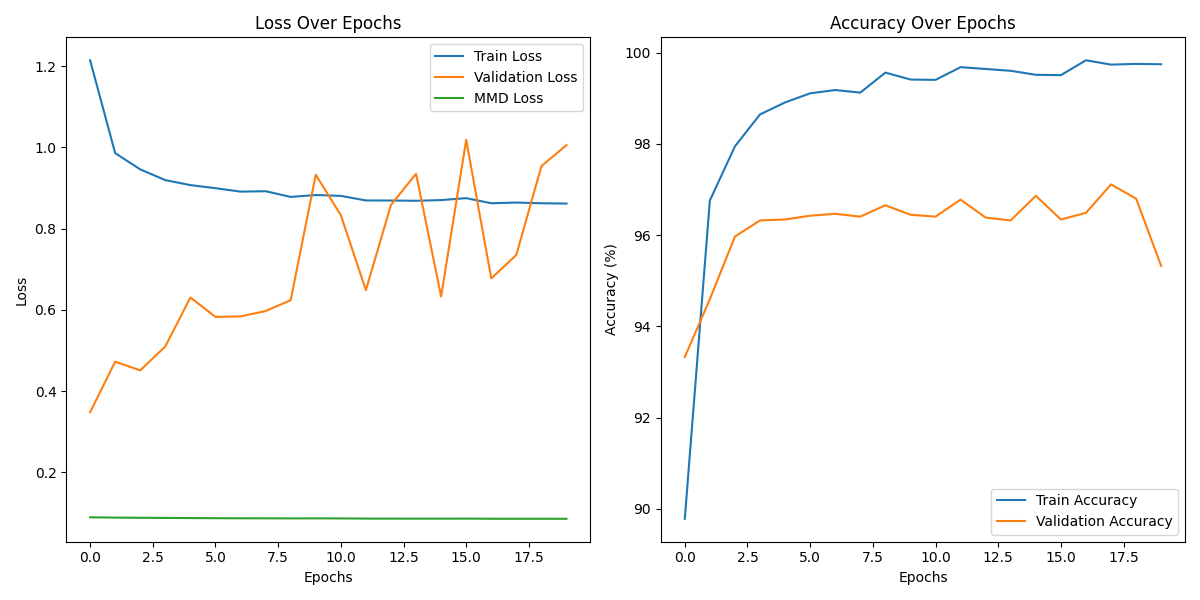 Loss Over Epochs
Train Loss
Validation Loss
MMD Loss
1.2
1.0
0.8
0.6
0.4
0.2
Loss
0.0 2.5 5.0 7.5 10.0 12.5 15.0 17.5
Epochs
Accuracy Over Epochs
100
98
96
94
92
90
Accuracy (%)
Train Accuracy
Validation Accuracy
0.0 2.5 5.0 7.5 10.0 12.5 15.0 17.5
Epochs